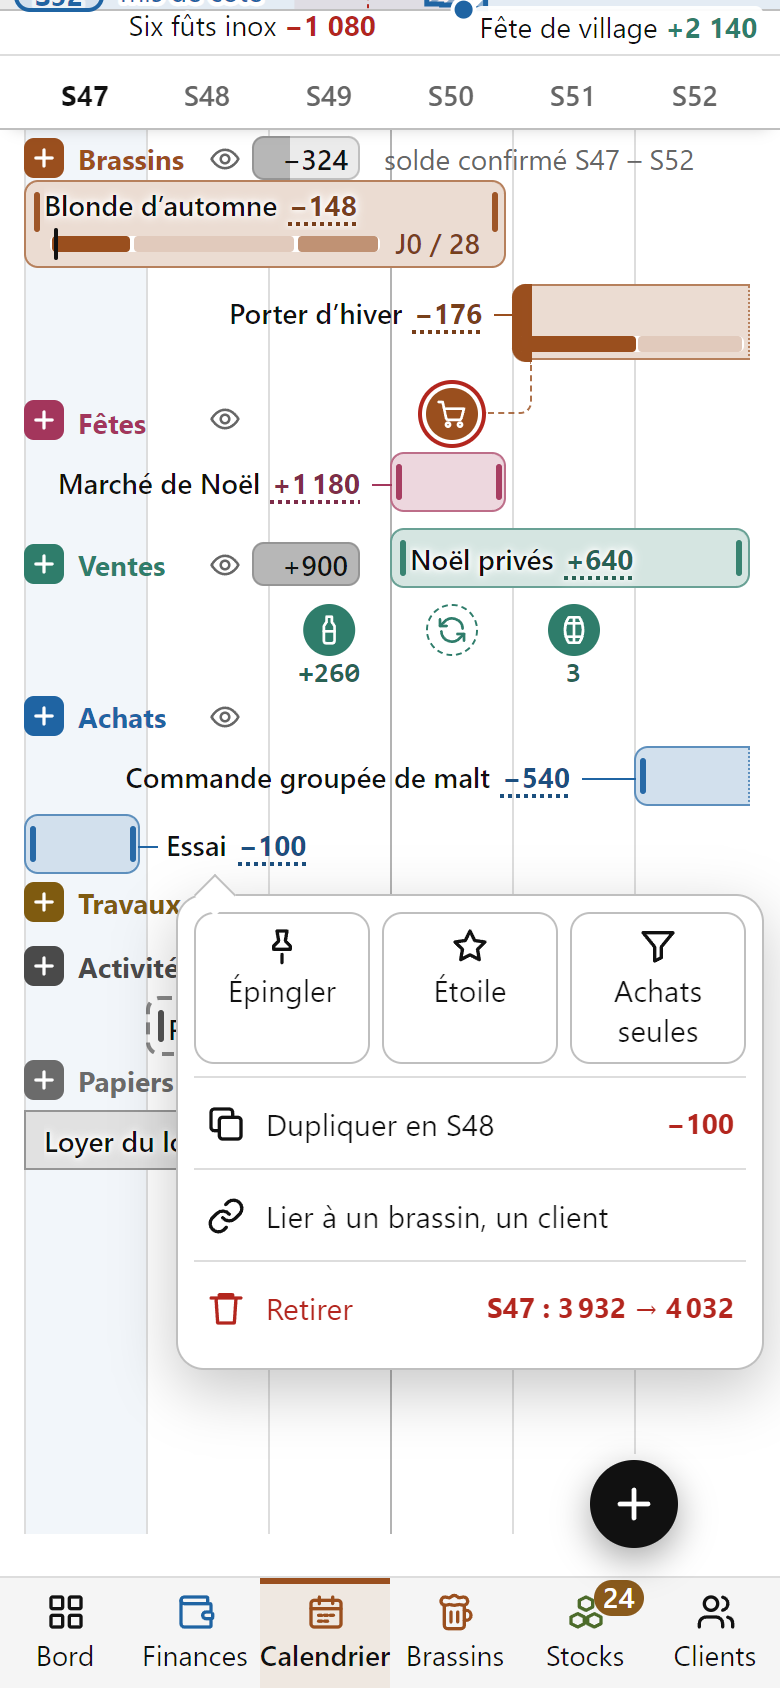 Six fûts inox −1 080
Fête de village +2 140
S47 S48 S49 S50 S51 S52
Brassins −324 solde confirmé S47 – S52
Blonde d’automne −148
J0 / 28
Porter d’hiver −176
Fêtes
Marché de Noël +1 180
Ventes +900 Noël privés +640
+260 3
Achats
Commande groupée de malt −540
Essai −100
Travaux
Activité
Papiers
Loyer du
Épingler
Étoile
Achats
seules
Dupliquer en S48 −100
Lier à un brassin, un client
Retirer S47 : 3 932 → 4 032
24
Bord Finances Calendrier Brassins Stocks Clients